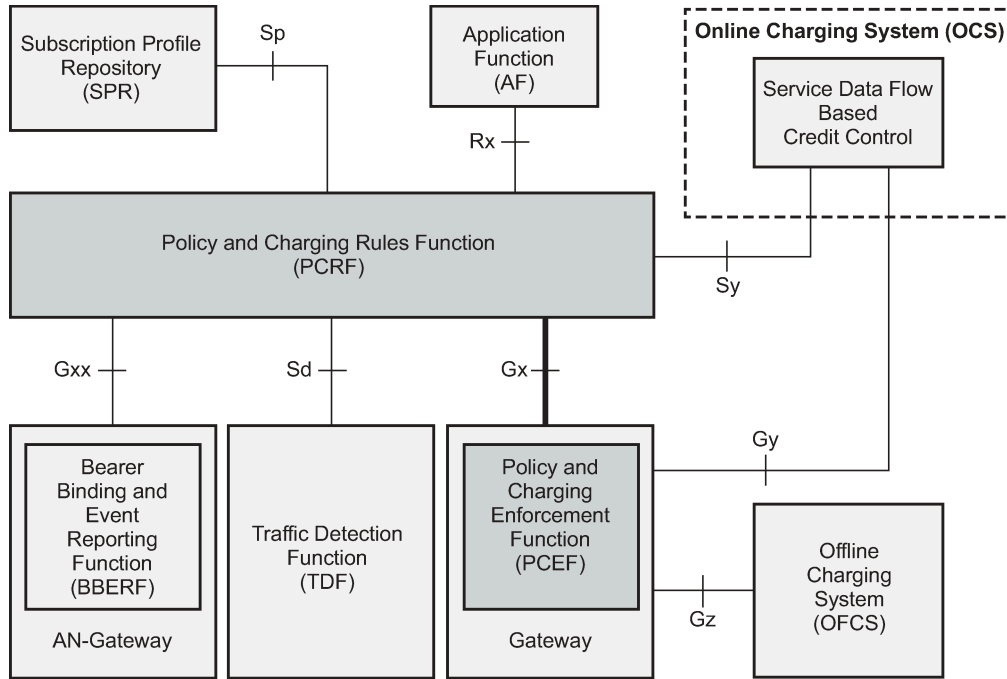 Subscription Profile
Repository
(SPR)
Sp
Application
Function
(AF)
Rx
Online Charging System (OCS)
Service Data Flow
Based
Credit Control
Policy and Charging Rules Function
(PCRF)
Sy
Gxx
Sd
Gx
Gy
Bearer
Binding and
Event
Reporting
Function
(BBERF)
AN-Gateway
Traffic Detection
Function
(TDF)
Policy and
Charging
Enforcement
Function
(PCEF)
Gateway
Gz
Offline
Charging
System
(OFCS)